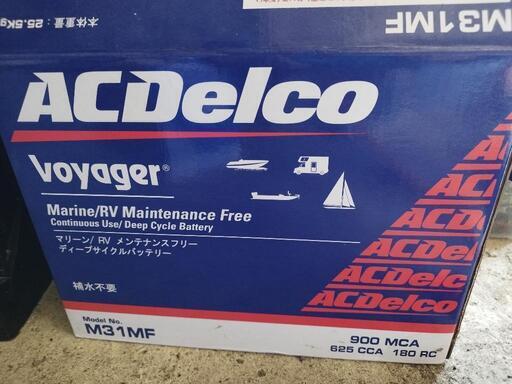 本体重量：25.5Kg
M31MF
ACDelco
Voyager®
Marine/RV Maintenance Free
Continuous Use/Deep Cycle Battery
マリーン/RV メンテナンスフリー
ディープサイクルバッテリー
補水不要
Model No.
M31MF
ACDelco
ACDelco
ACDelco
ACDelco
ACDelco
900 MCA
625 CCA 180 RC